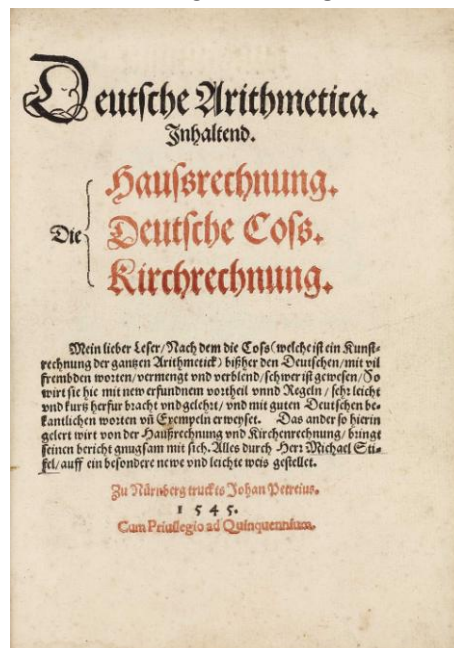 Deutsche Arithmetica.
Inhaltend.
Haussrechnung.
Die Deutsche Coss.
Kirchrechnung.
Mein lieber Leser/Nach dem die Coss (welche ist ein Kunst-
rechnung der gantzen Arithmetick) bißher den Deutschen/mit vil
frembden worten/vermengt vnd verblend/schwer ist gewesen/So
wirt sie hie mit new erfundnem vortheil vnnd Regeln/sehr leicht
vnd kurtz herfur bracht vnd gelehrt/vnd mit guten Deutschen be-
kantlichen worten vñ Exempeln erweyset. Das ander so hierin
gelert wirt von der Haußrechnung vnd Kirchenrechnung/bringt
seinen bericht gnugsam mit sich. Alles durch Herr Michael Sti-
fel/auff ein besondere newe vnd leichte weis gestellet.
Zu Nürnberg truckts Johan Petreius.
1 5 4 5.
Cum Priuilegio ad Quinquennium.